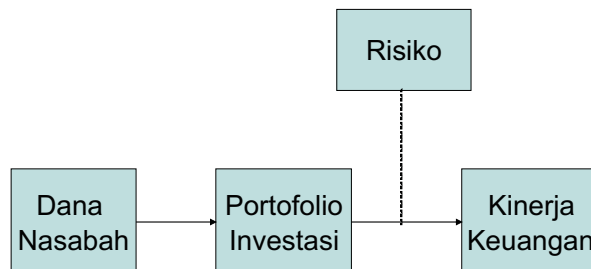 Risiko
Dana
Nasabah
Portofolio
Investasi
Kinerja
Keuangan